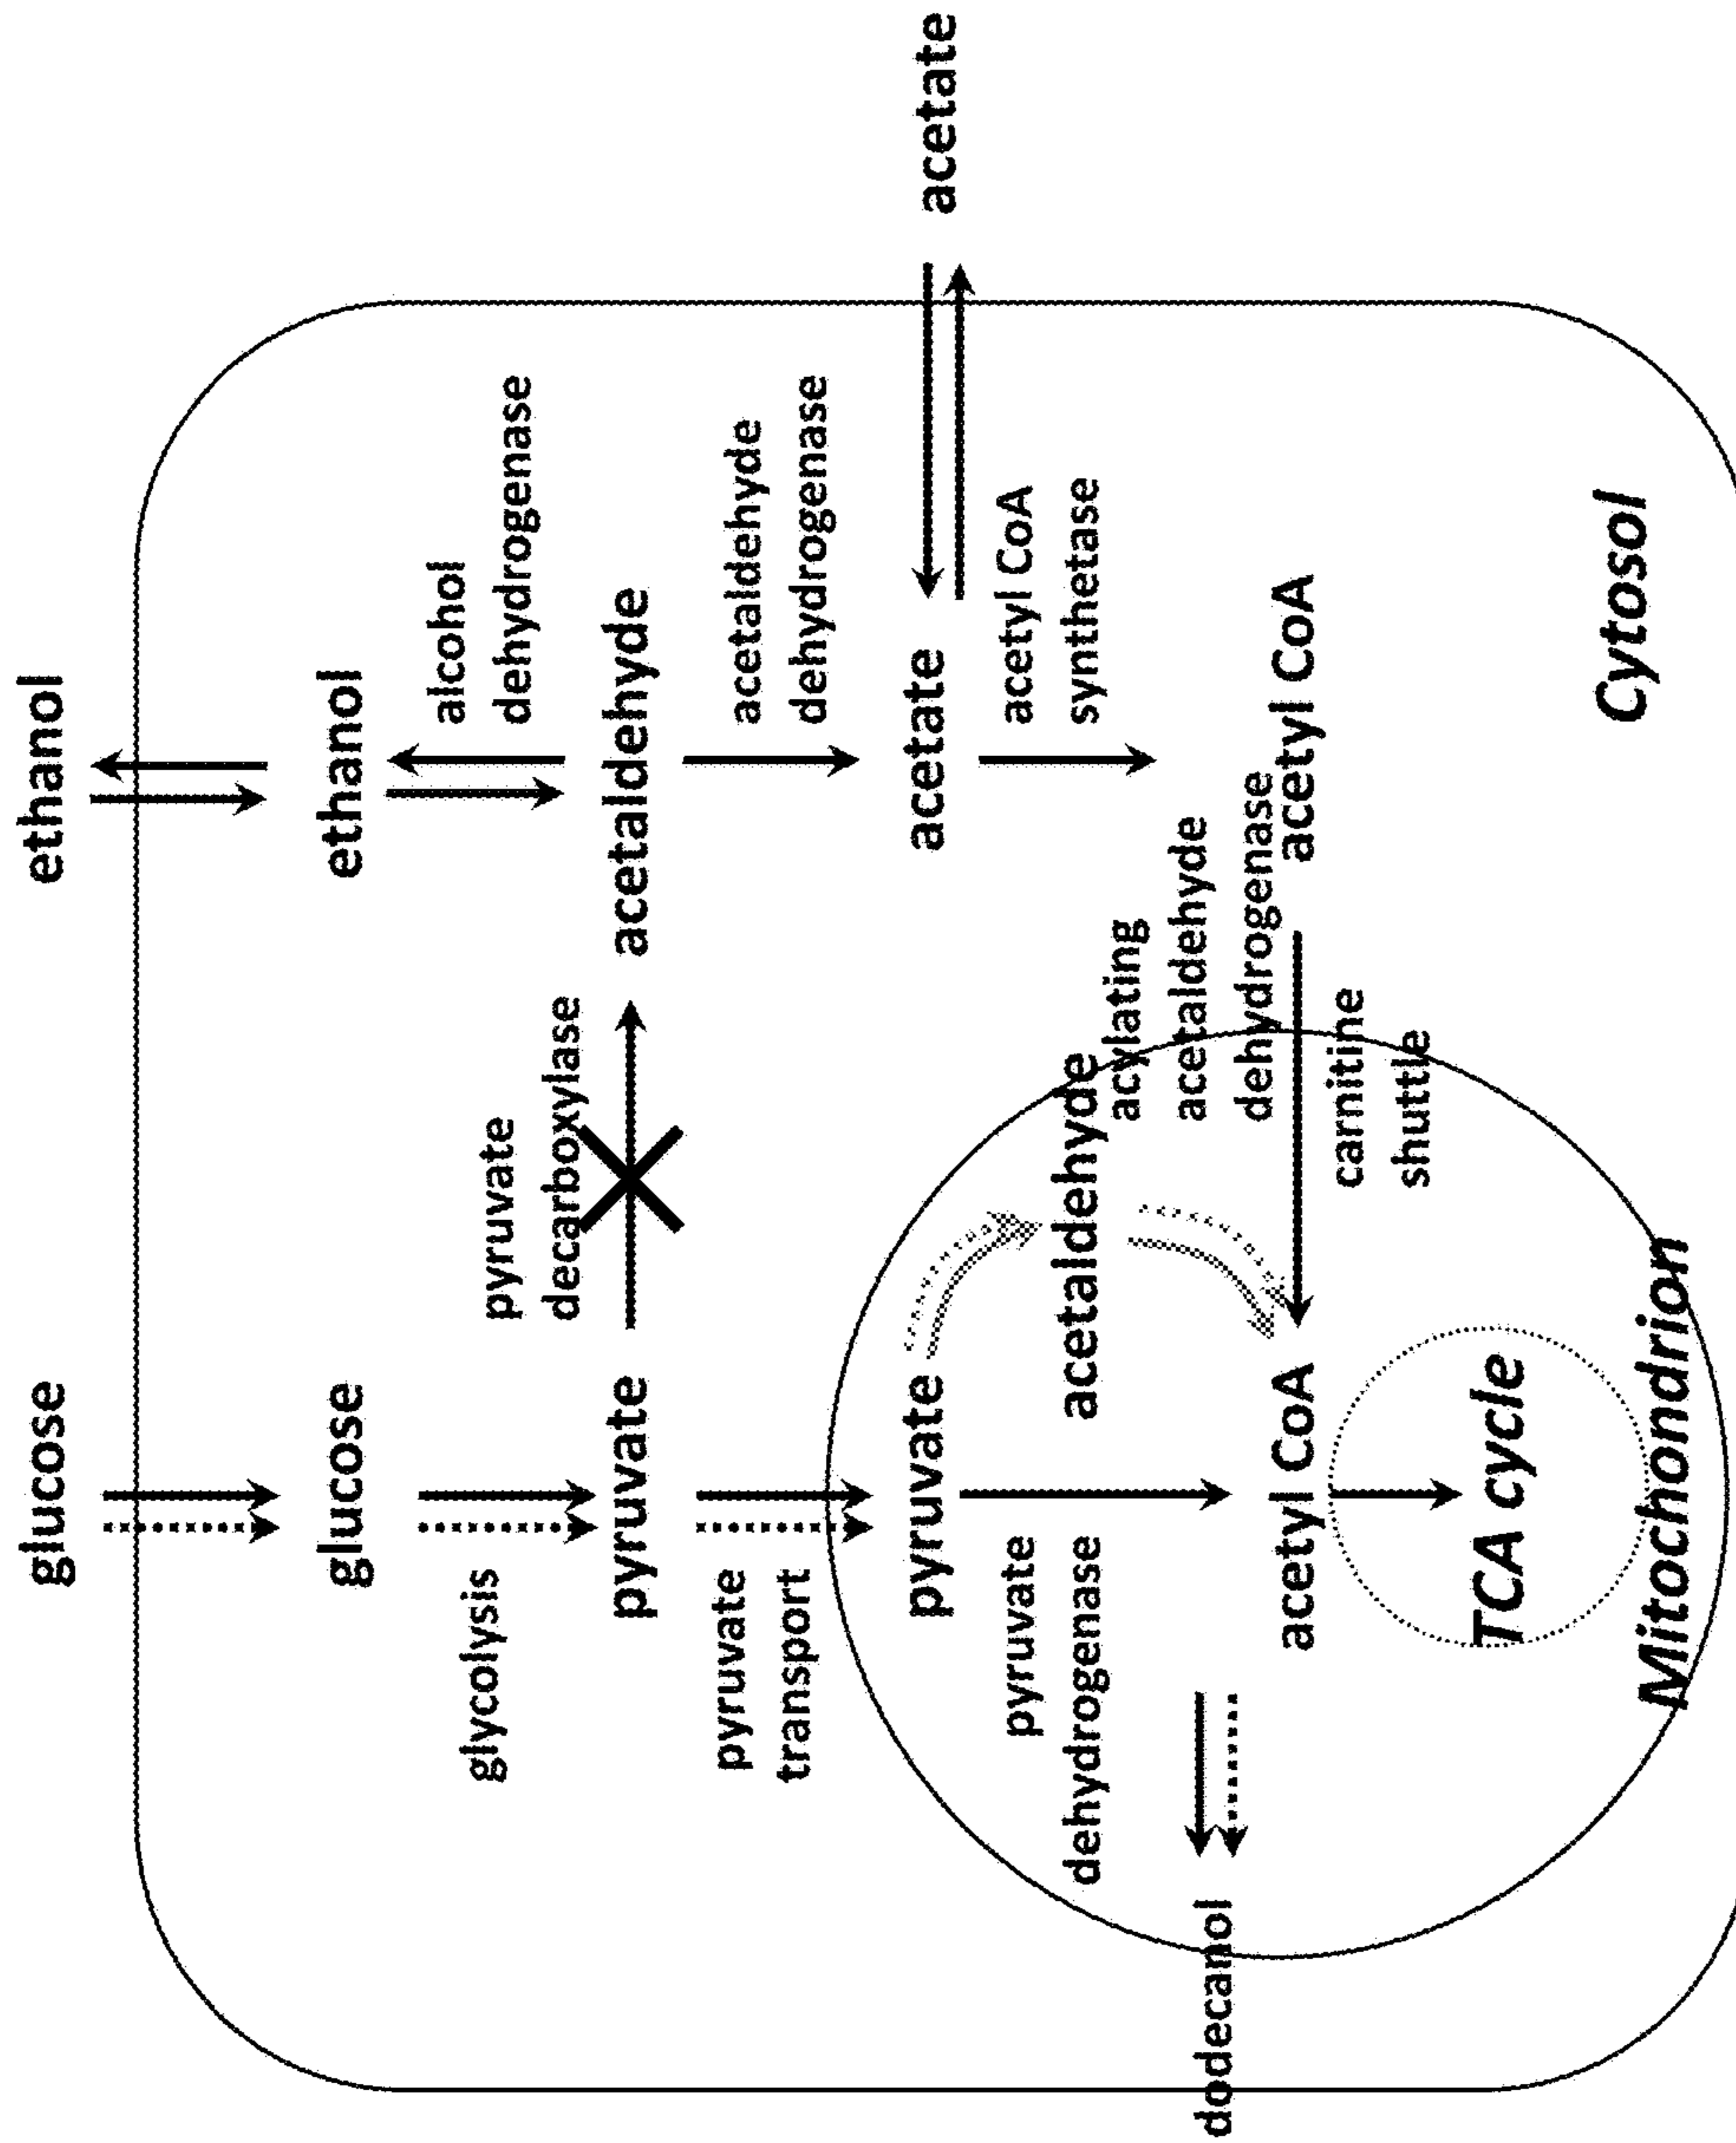 glucose
ethanol
glucose
ethanol
glycolysis
pyruvate
decarboxylase
alcohol
dehydrogenase
pyruvate
acetaldehyde
pyruvate
transport
acetaldehyde
dehydrogenase
pyruvate
acetate
acetate
pyruvate
dehydrogenase
acetaldehyde
acetyl CoA
synthetase
acylating
acetaldehyde
dehydrogenase
dodecanol
acetyl CoA
acetyl CoA
carnitine
shuttle
TCA cycle
Mitochondrion
Cytosol